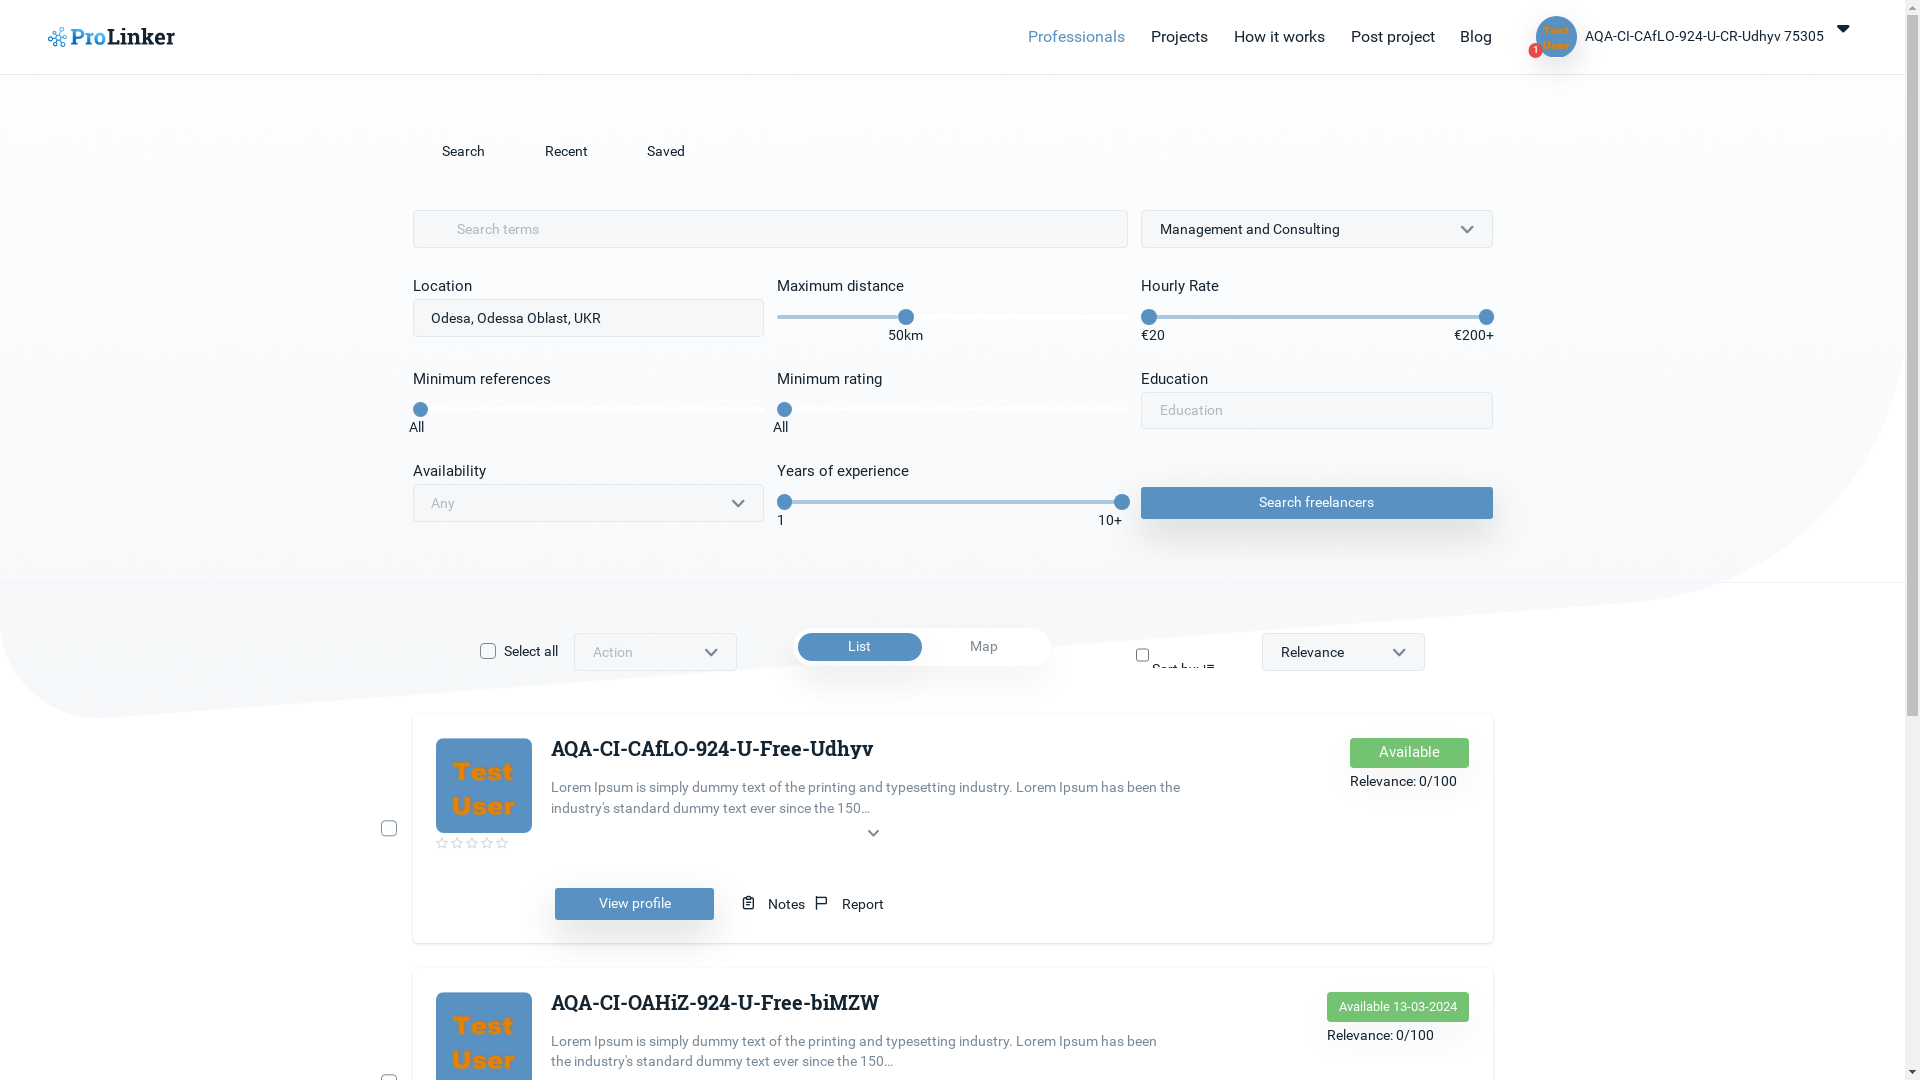 ProLinker
Professionals
Projects
How it works
Post project
Blog
Test
User
1
AQA-CI-CAfLO-924-U-CR-Udhyv 75305
Search
Recent
Saved
Search terms
Management and Consulting
Location
Maximum distance
Hourly Rate
Odesa, Odessa Oblast, UKR
50km
€20
€200+
Minimum references
Minimum rating
Education
All
All
Education
Availability
Years of experience
Any
1
10+
Search freelancers
Select all
Action
List
Map
Relevance
AQA-CI-CAfLO-924-U-Free-Udhyv
Test
User
Lorem Ipsum is simply dummy text of the printing and typesetting industry. Lorem Ipsum has been the
industry's standard dummy text ever since the 150...
Available
Relevance: 0/100
View profile
Notes
Report
AQA-CI-OAHiZ-924-U-Free-biMZW
Test
User
Lorem Ipsum is simply dummy text of the printing and typesetting industry. Lorem Ipsum has been
the industry's standard dummy text ever since the 150...
Available 13-03-2024
Relevance: 0/100